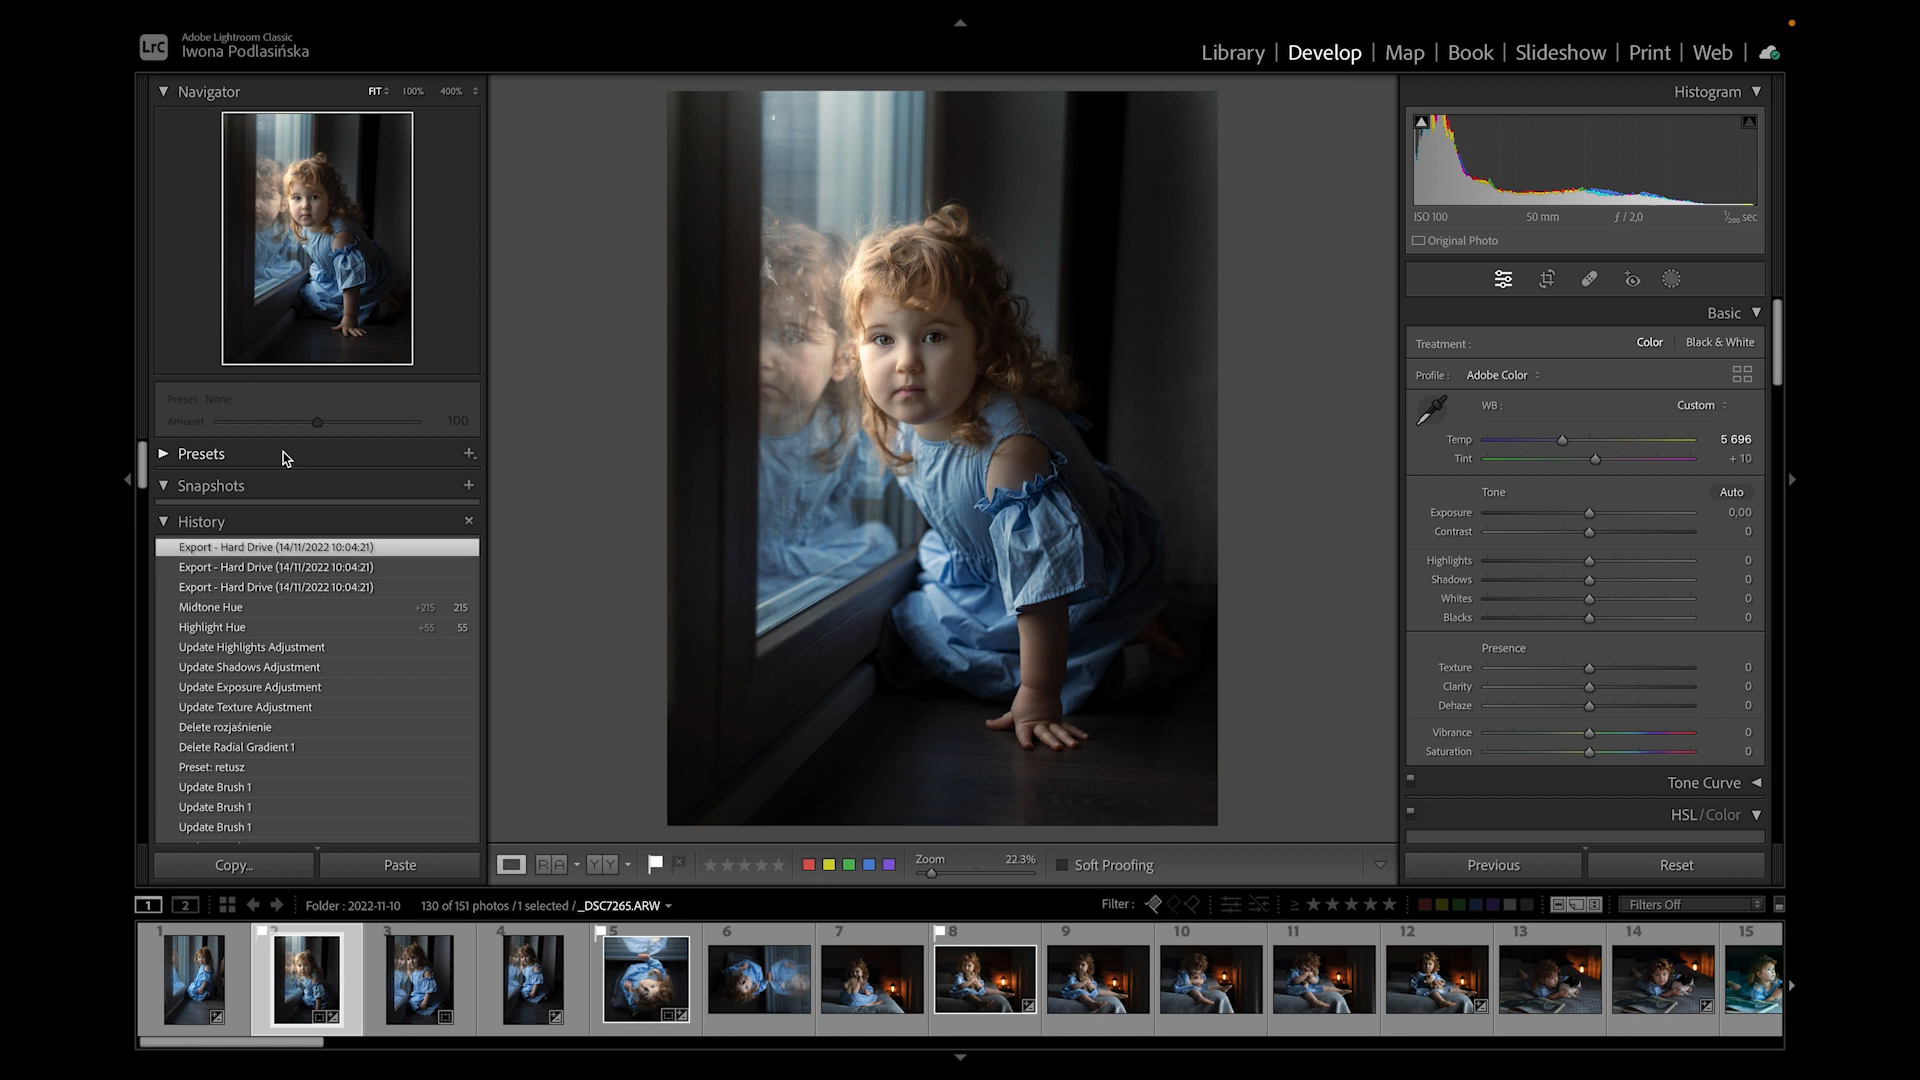 LrC
Adobe Lightroom Classic
Iwona Podlasińska
Library | Develop | Map | Book | Slideshow | Print | Web
Navigator FIT 100% 400%
Preset : None
Amount 100
Presets
Snapshots
History
Export - Hard Drive (14/11/2022 10:04:21)
Export - Hard Drive (14/11/2022 10:04:21)
Export - Hard Drive (14/11/2022 10:04:21)
Midtone Hue +215 215
Highlight Hue +55 55
Update Highlights Adjustment
Update Shadows Adjustment
Update Exposure Adjustment
Update Texture Adjustment
Delete rozjaśnienie
Delete Radial Gradient 1
Preset: retusz
Update Brush 1
Update Brush 1
Update Brush 1
Copy... Paste
R A Y Y
Zoom 22.3%
Soft Proofing
Histogram
ISO 100 50 mm ƒ / 2,0 1/200 sec
Original Photo
Basic
Treatment : Color Black & White
Profile : Adobe Color
WB : Custom
Temp 5 696
Tint + 10
Tone Auto
Exposure 0,00
Contrast 0
Highlights 0
Shadows 0
Whites 0
Blacks 0
Presence
Texture 0
Clarity 0
Dehaze 0
Vibrance 0
Saturation 0
Tone Curve
HSL / Color
Previous Reset
1 2 Folder : 2022-11-10 130 of 151 photos / 1 selected / _DSC7265.ARW Filter : ≥ Filters Off
1 2 3 4 5 6 7 8 9 10 11 12 13 14 15